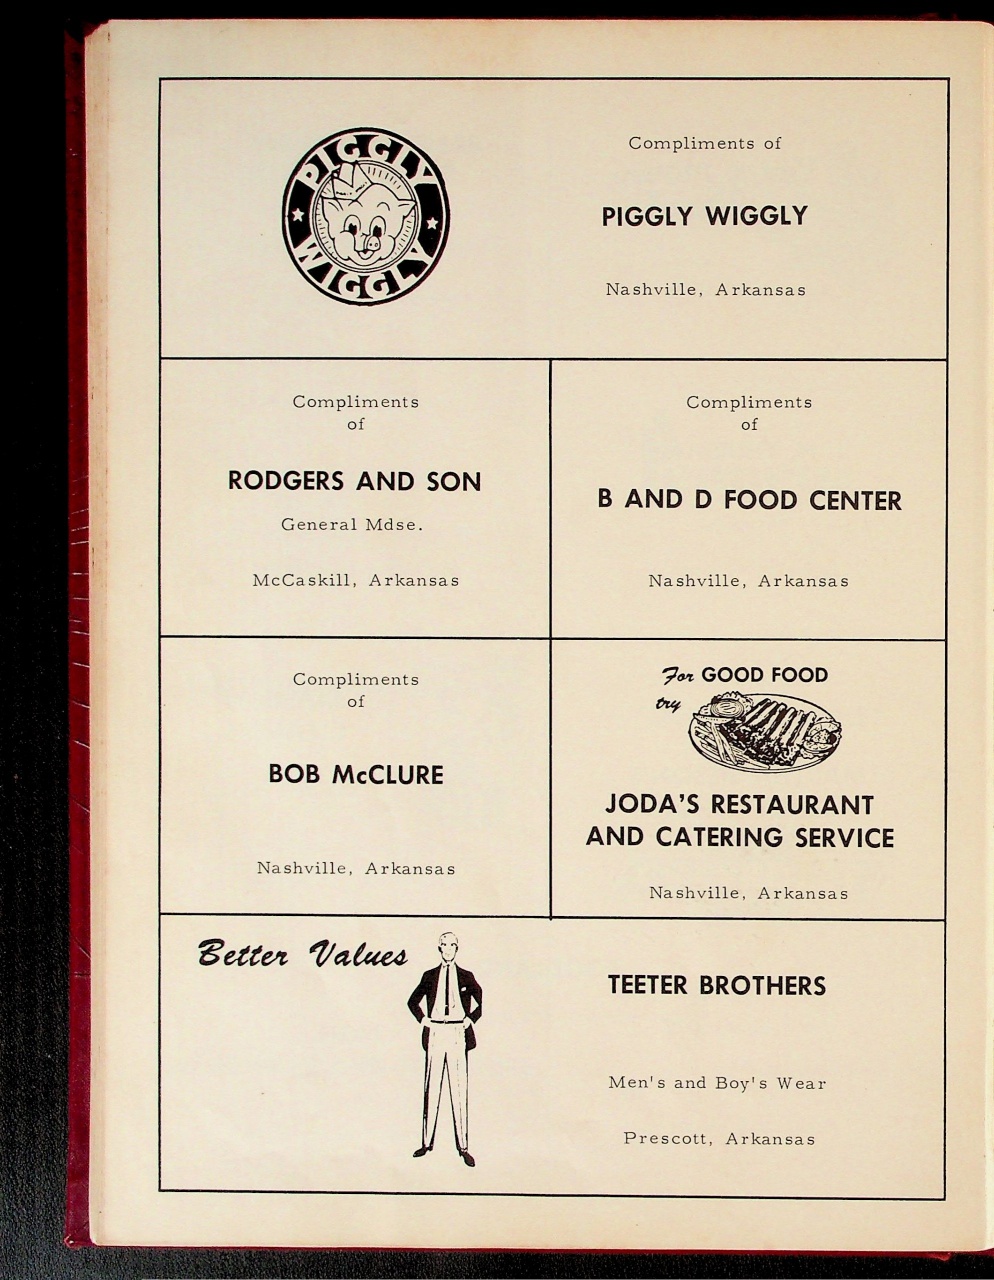 PIGGLY
WIGGLY
Compliments of
PIGGLY WIGGLY
Nashville, Arkansas
Compliments
of
RODGERS AND SON
General Mdse.
McCaskill, Arkansas
Compliments
of
B AND D FOOD CENTER
Nashville, Arkansas
Compliments
of
BOB McCLURE
Nashville, Arkansas
For GOOD FOOD
try
JODA'S RESTAURANT
AND CATERING SERVICE
Nashville, Arkansas
Better Values
TEETER BROTHERS
Men's and Boy's Wear
Prescott, Arkansas